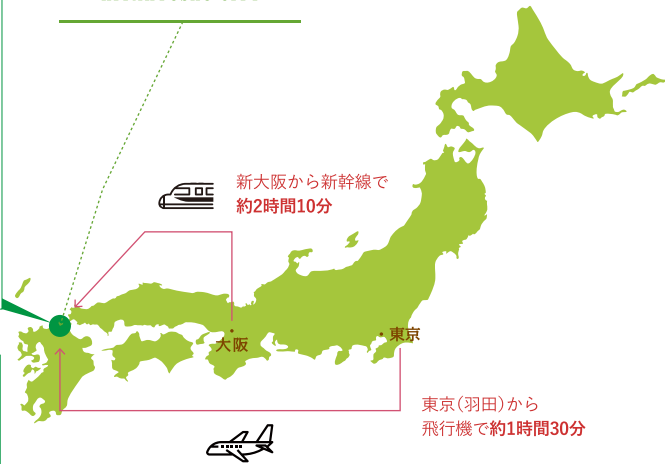 新大阪から新幹線で
約2時間10分
大阪
東京
東京(羽田)から
飛行機で約1時間30分